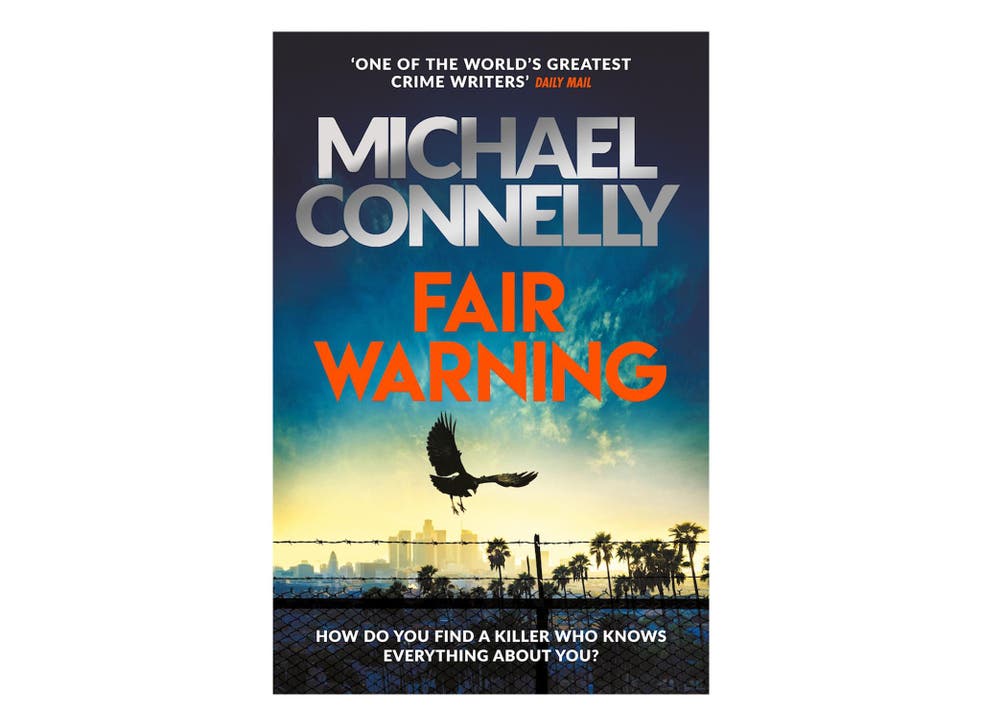 ‘ONE OF THE WORLD’S GREATEST
CRIME WRITERS’ DAILY MAIL
MICHAEL
CONNELLY
FAIR
WARNING
HOW DO YOU FIND A KILLER WHO KNOWS
EVERYTHING ABOUT YOU?